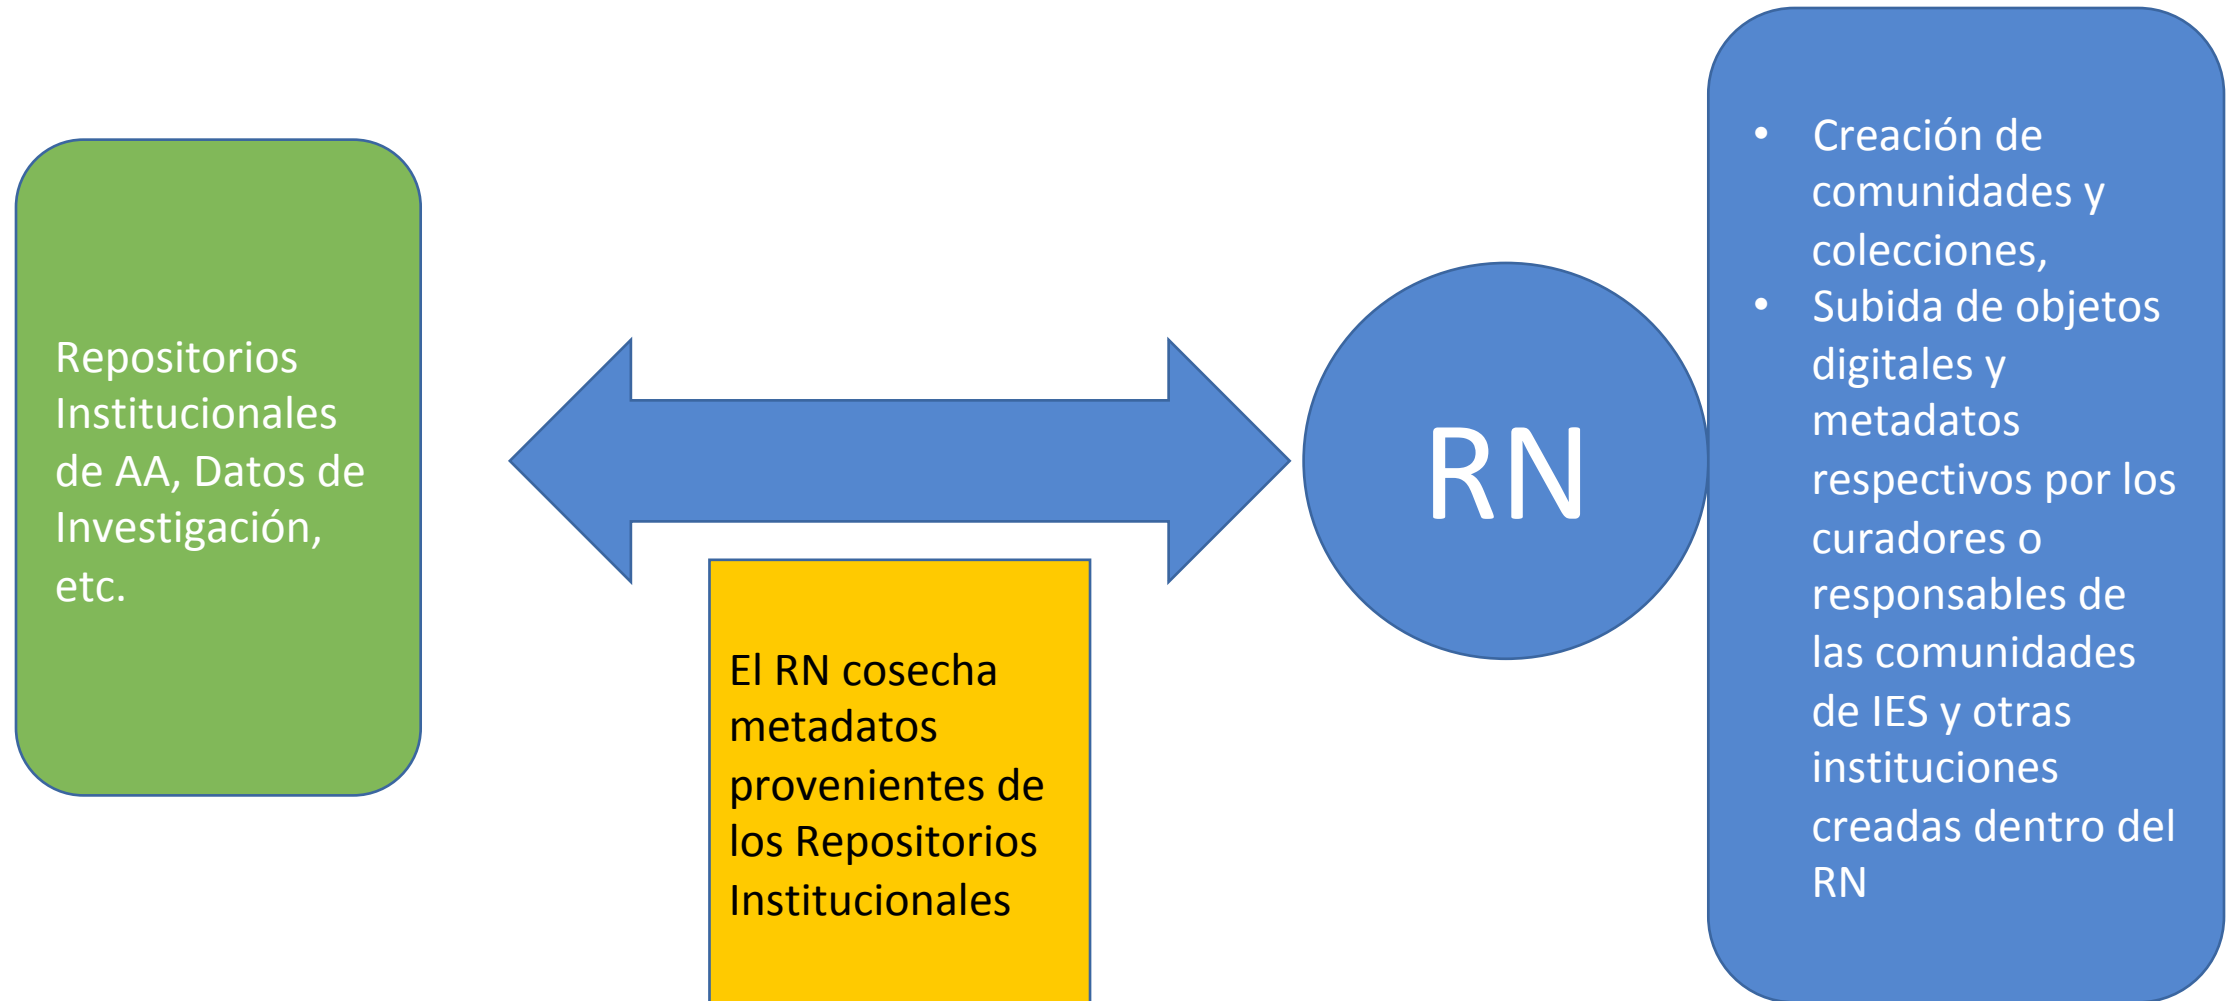 Repositorios
Institucionales
de AA, Datos de
Investigación,
etc.
El RN cosecha
metadatos
provenientes de
los Repositorios
Institucionales
RN
• Creación de
comunidades y
colecciones,
• Subida de objetos
digitales y
metadatos
respectivos por los
curadores o
responsables de
las comunidades
de IES y otras
instituciones
creadas dentro del
RN